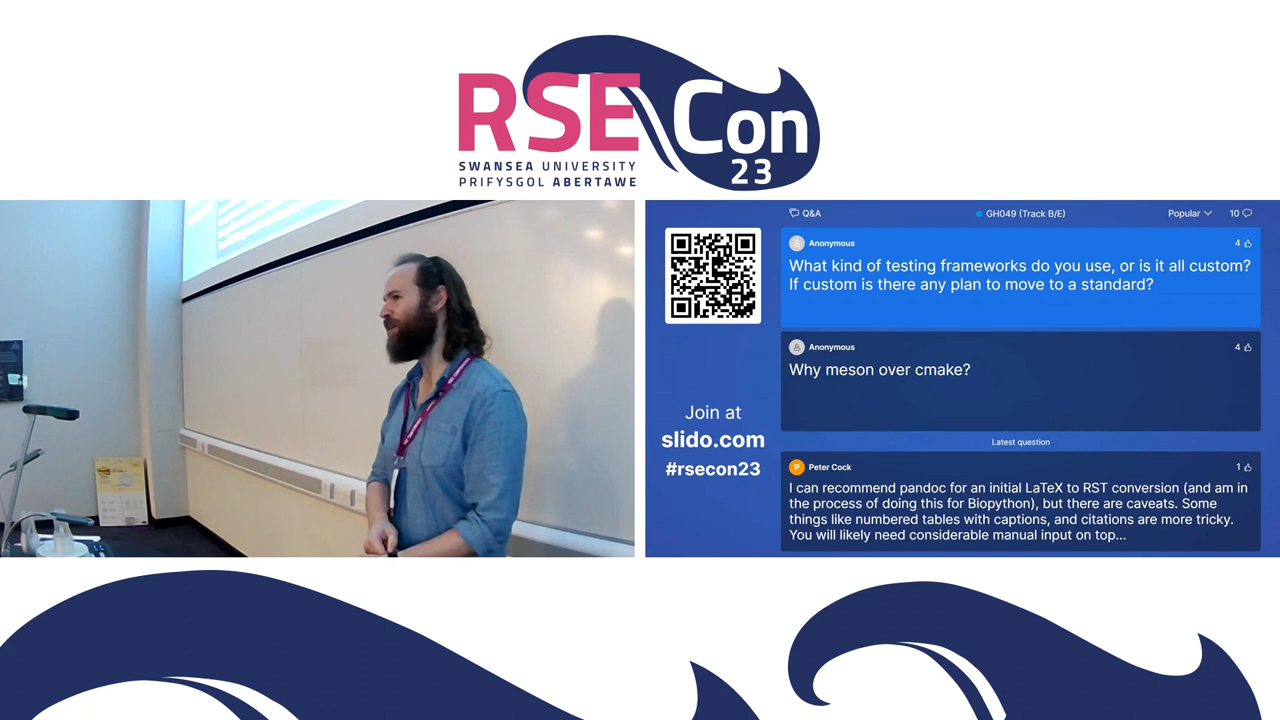 RSE Con
SWANSEA UNIVERSITY
PRIFYSGOL ABERTAWE
23
Q&A
GH049 (Track B/E)
Popular
10
Anonymous
4
What kind of testing frameworks do you use, or is it all custom?
If custom is there any plan to move to a standard?
Anonymous
4
Why meson over cmake?
Join at
slido.com
#rsecon23
Latest question
P
Peter Cock
1
I can recommend pandoc for an initial LaTeX to RST conversion (and am in
the process of doing this for Biopython), but there are caveats. Some
things like numbered tables with captions, and citations are more tricky.
You will likely need considerable manual input on top...